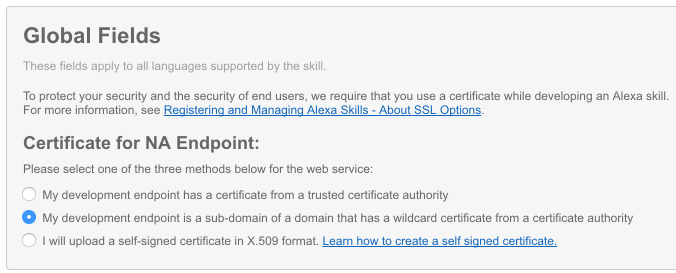 Global Fields
These fields apply to all languages supported by the skill.
To protect your security and the security of end users, we require that you use a certificate while developing an Alexa skill.
For more information, see Registering and Managing Alexa Skills - About SSL Options.
Certificate for NA Endpoint:
Please select one of the three methods below for the web service:
My development endpoint has a certificate from a trusted certificate authority
My development endpoint is a sub-domain of a domain that has a wildcard certificate from a certificate authority
I will upload a self-signed certificate in X.509 format. Learn how to create a self signed certificate.